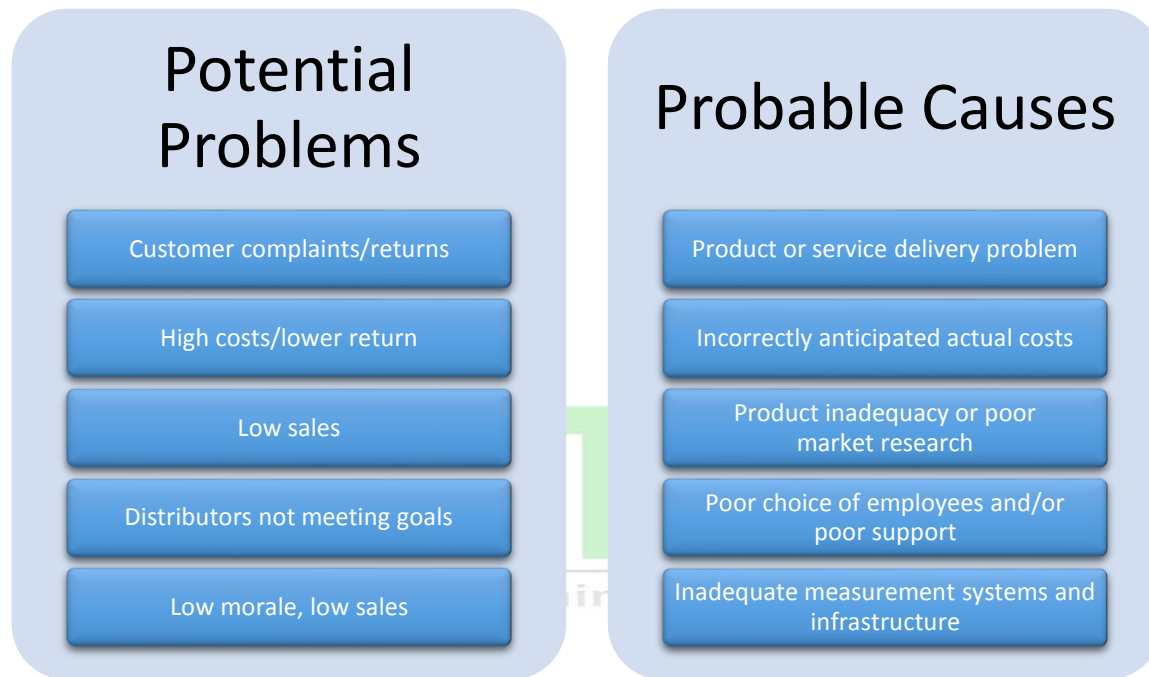 Potential
Problems
Customer complaints/returns
High costs/lower return
Low sales
Distributors not meeting goals
Low morale, low sales
Probable Causes
Product or service delivery problem
Incorrectly anticipated actual costs
Product inadequacy or poor
market research
Poor choice of employees and/or
poor support
Inadequate measurement systems and
infrastructure